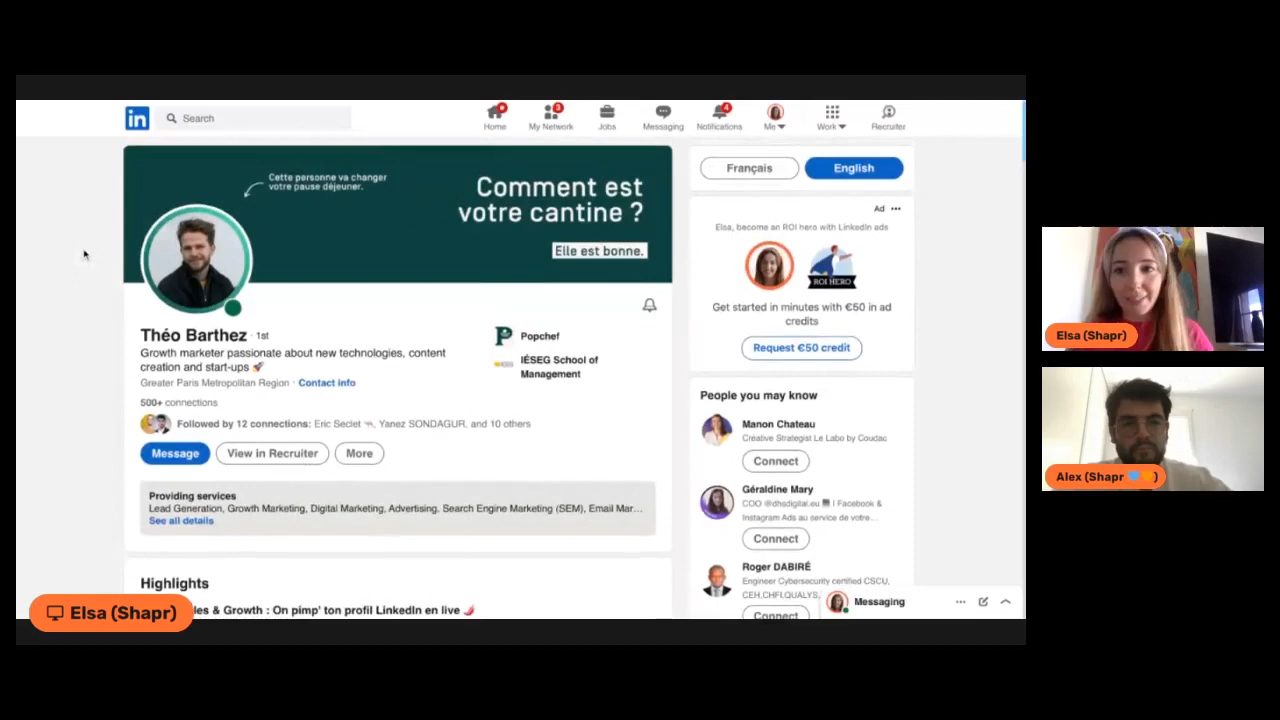 in
Search
Home
My Network
3
Jobs
Messaging
Notifications
4
Me
Work
Recruiter
Cette personne va changer
votre pause déjeuner.
Comment est
votre cantine ?
Elle est bonne.
Théo Barthez · 1st
Growth marketer passionate about new technologies, content
creation and start-ups 🚀
Greater Paris Metropolitan Region · Contact info
500+ connections
Followed by 12 connections: Eric Seclet, Yanez SONDAGUR, and 10 others
Message
View in Recruiter
More
Popchef
IÉSEG School of
Management
Providing services
Lead Generation, Growth Marketing, Digital Marketing, Advertising, Search Engine Marketing (SEM), Email Mar...
See all details
Highlights
les & Growth : On pimp' ton profil LinkedIn en live 🌶️
Elsa (Shapr)
Français
English
Ad •••
Elsa, become an ROI hero with LinkedIn ads
ROI HERO
Get started in minutes with €50 in ad
credits
Request €50 credit
People you may know
Manon Chateau
Créative Strategist Le Labo by Coudac
Connect
Géraldine Mary
COO @dhsdigital.eu | Facebook &
Instagram Ads au service de votre...
Connect
Roger DABIRÉ
Engineer Cybersecurity certified CSCU,
CEH,CHFI,QUALYS,
Connect
Messaging
Elsa (Shapr)
Alex (Shapr 💙🧡)